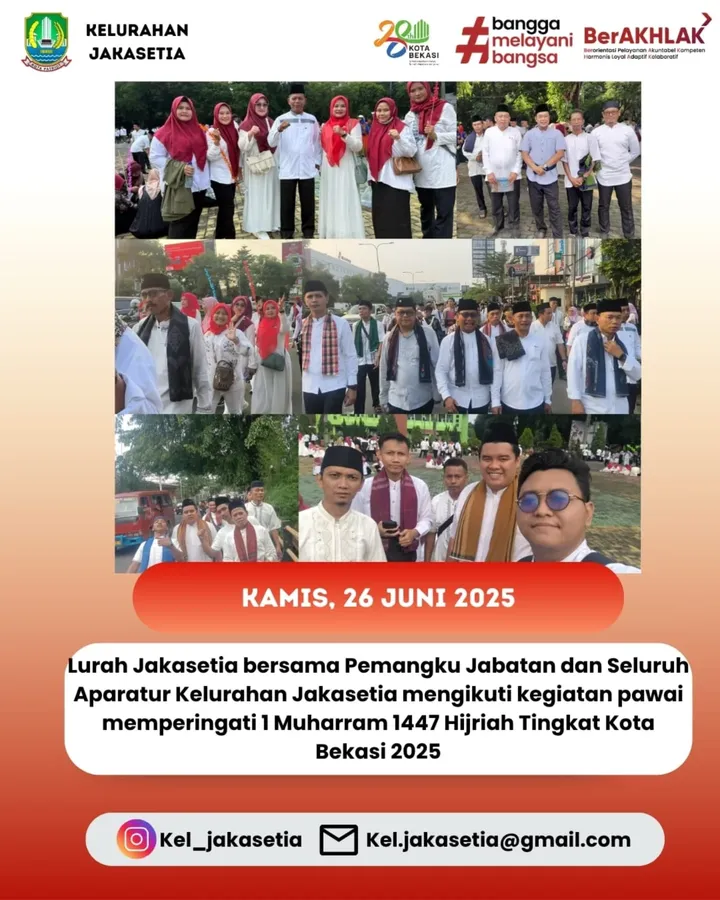 KELURAHAN
JAKASETIA
28
KOTA
BEKASI
#bangga
melayani
bangsa
BerAKHLAK
Berorientasi Pelayanan Akuntabel Kompeten
Harmonis Loyal Adaptif Kolaboratif
KAMIS, 26 JUNI 2025
Lurah Jakasetia bersama Pemangku Jabatan dan Seluruh
Aparatur Kelurahan Jakasetia mengikuti kegiatan pawai
memperingati 1 Muharram 1447 Hijriah Tingkat Kota
Bekasi 2025
Kel_jakasetia
Kel.jakasetia@gmail.com